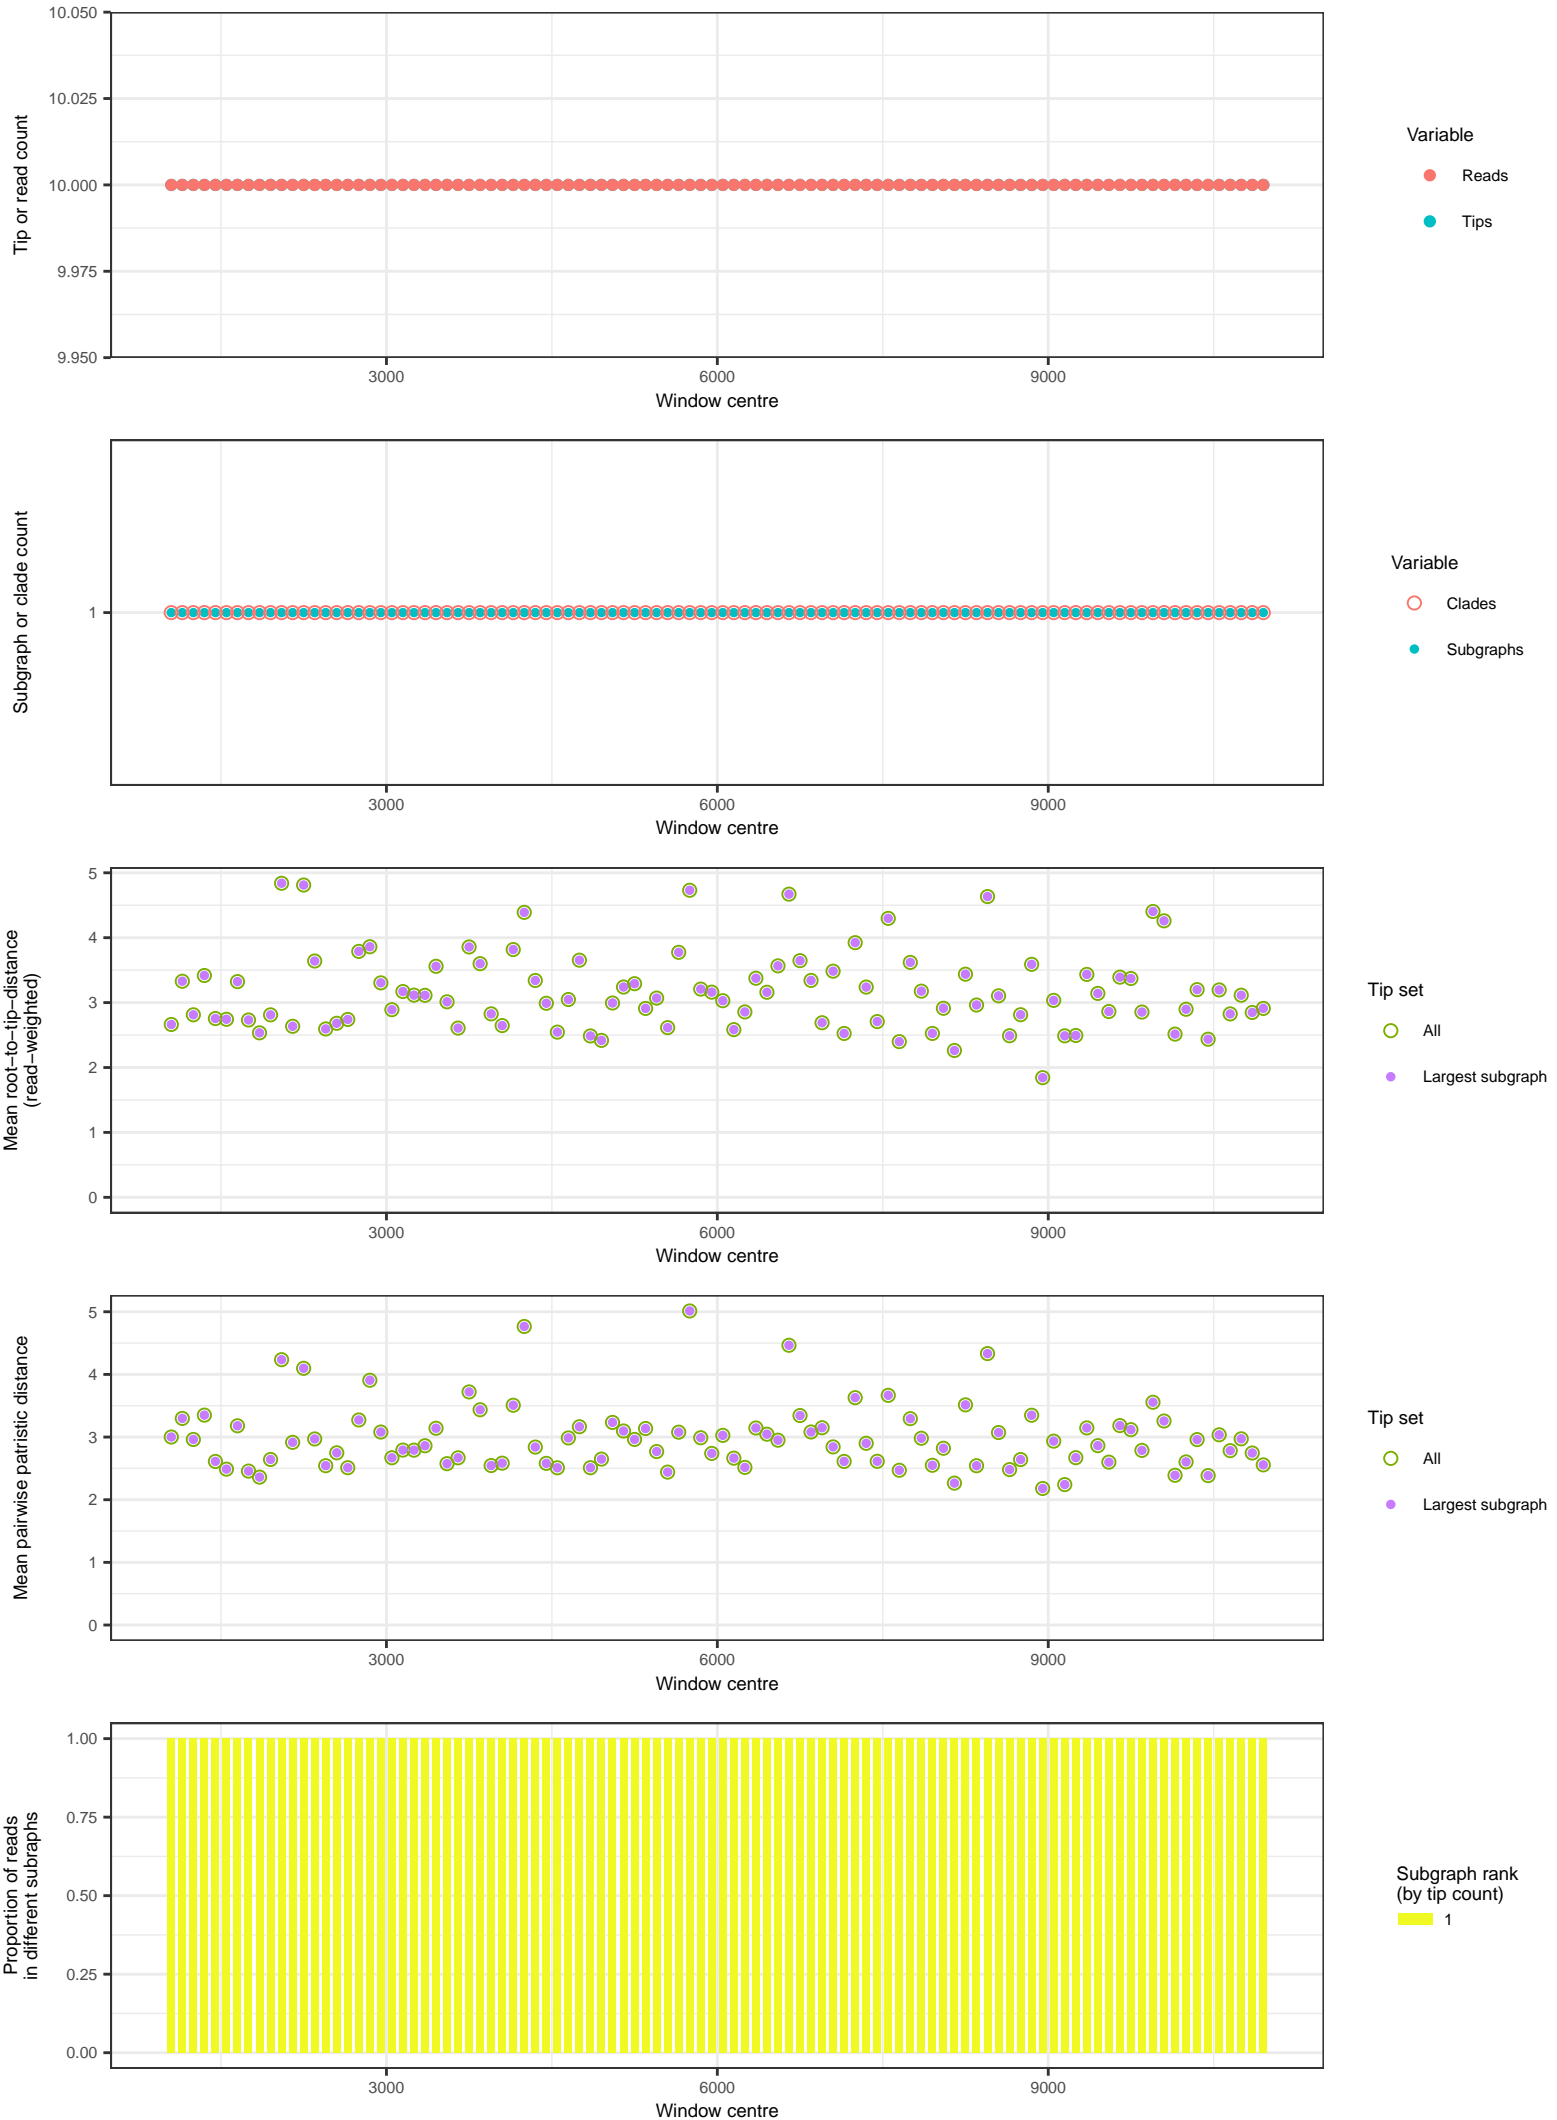 10.050
10.025
10.000
9.975
9.950
Tip or read count
3000
6000
9000
Window centre
Variable
Reads
Tips
1
Subgraph or clade count
3000
6000
9000
Window centre
Variable
Clades
Subgraphs
5
4
3
2
1
0
Mean root−to−tip−distance
(read−weighted)
3000
6000
9000
Window centre
Tip set
All
Largest subgraph
5
4
3
2
1
0
Mean pairwise patristic distance
3000
6000
9000
Window centre
Tip set
All
Largest subgraph
1.00
0.75
0.50
0.25
0.00
Proportion of reads
in different subraphs
3000
6000
9000
Window centre
Subgraph rank
(by tip count)
1